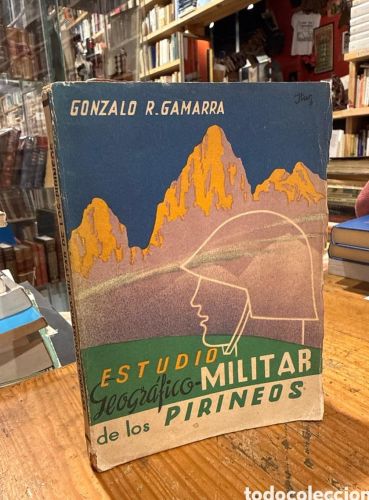 GONZALO R. GAMARRA
ESTUDIO
Geográfico-MILITAR
de los PIRINEOS
todocoleccion